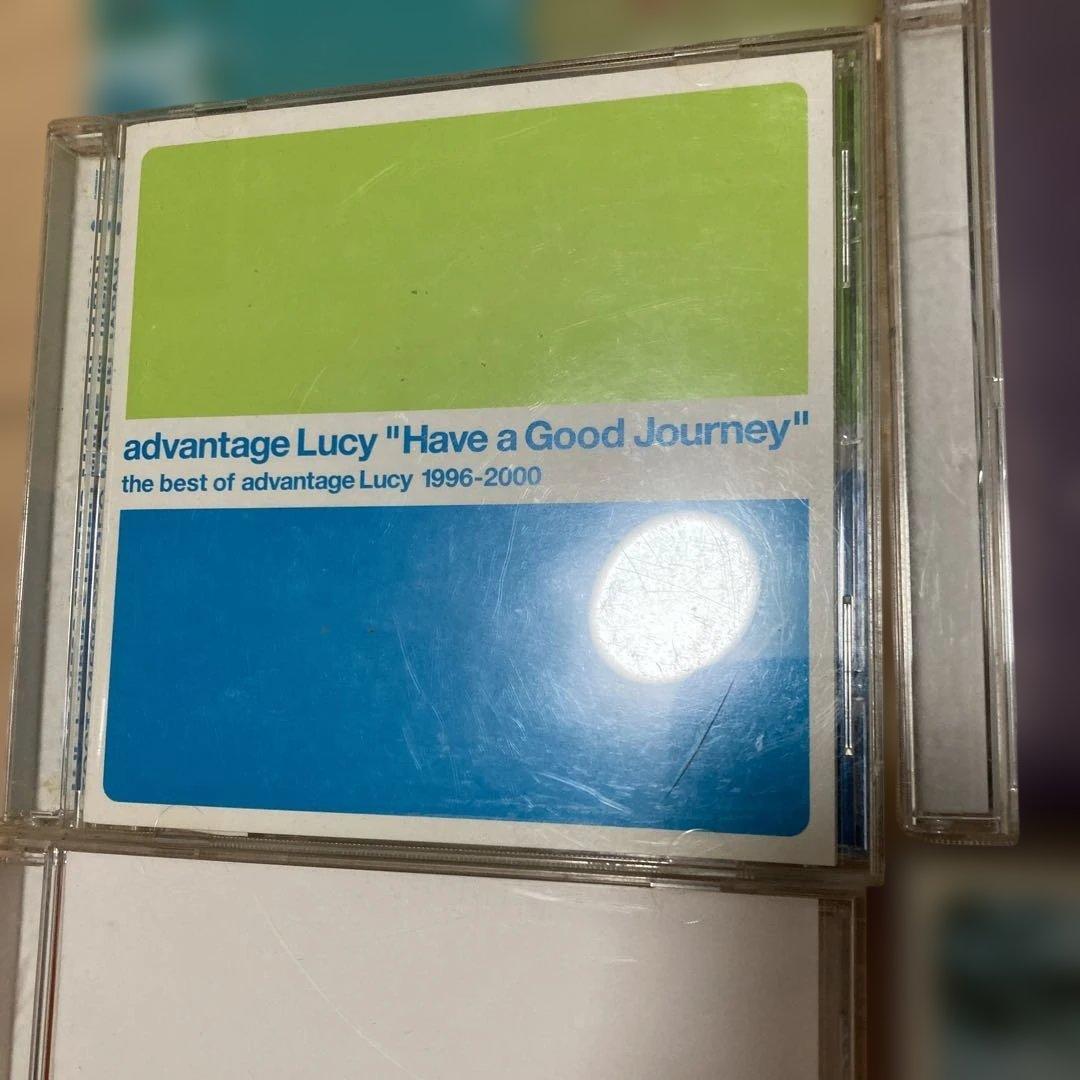 advantage Lucy "Have a Good Journey"
the best of advantage Lucy 1996-2000